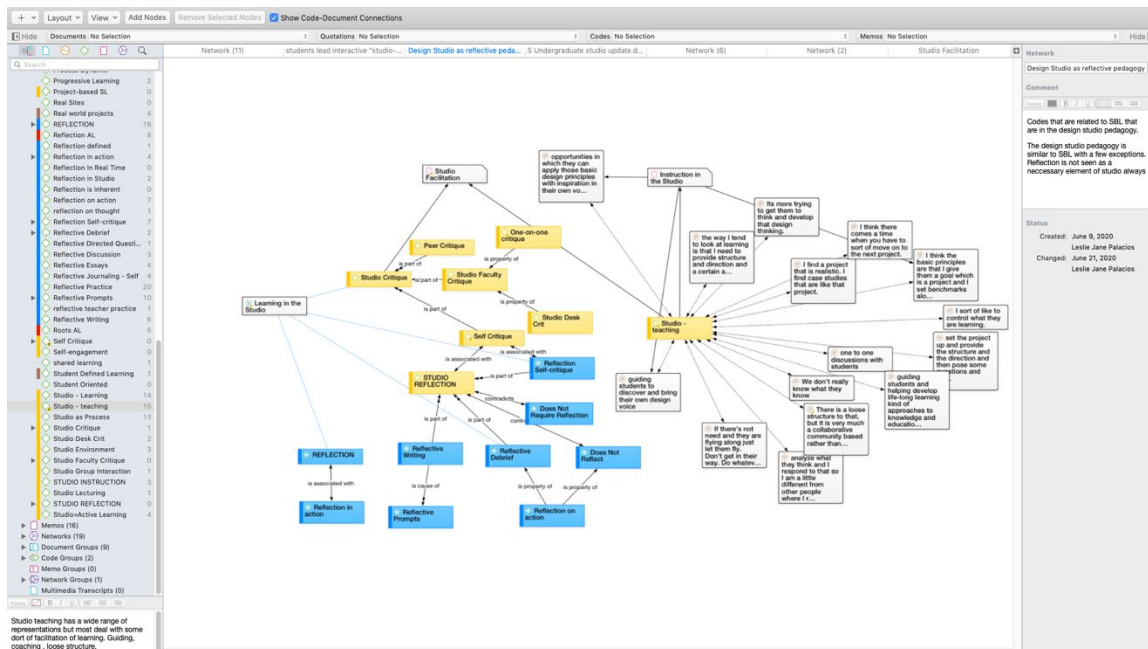 Layout
View
Add Nodes
Remove Selected Nodes
Show Code-Document Connections
Hide
Documents No Selection
Quotations No Selection
Codes No Selection
Memos No Selection
Hide
Network (11)
students lead interactive "studio-...
Design Studio as reflective peda...
S Undergraduate studio update.d...
Network (6)
Network (2)
Studio Facilitation
Search
Progressive Learning 2
Project-based SL 0
Real Sites 0
Real world projects 4
REFLECTION 18
Reflection AL 8
Reflection defined 1
Reflection in action 4
Reflection In Real Time 0
Reflection in Studio 2
Reflection is Inherent 0
Reflection on action 7
reflection on thought 1
Reflection Self-critique 7
Reflective Debrief 2
Reflective Directed Questi... 1
Reflective Discussion 3
Reflective Essays 4
Reflective Journaling - Self 4
Reflective Practice 20
Reflective Prompts 10
reflective teacher practice 1
Reflective Writing 6
Roots AL 5
Self Critique 0
Self-engagement 0
shared learning 1
Student Defined Learning 1
Student Oriented 0
Studio - Learning 14
Studio - teaching 15
Studio as Process 13
Studio Critique 1
Studio Desk Crit 2
Studio Environment 3
Studio Faculty Critique 0
Studio Group Interaction 1
STUDIO INSTRUCTION 3
Studio Lecturing 1
STUDIO REFLECTION 0
Studio=Active Learning 4
Memos (16)
Networks (19)
Document Groups (9)
Code Groups (2)
Memo Groups (0)
Network Groups (1)
Multimedia Transcripts (0)
Fonts
B I U
Studio teaching has a wide range of
representations but most deal with some
dort of facilitation of learning. Guiding,
coaching , loose structure.
Studio
Facilitation
opportunities in
which they can
apply those basic
design principles
with inspiration in
their own vo...
Instruction in
the Studio
Its more trying
to get them to
think and develop
that design
thinking.
I think there
comes a time
when you have to
sort of move on to
the next project.
I think the
basic principles
are that I give
them a goal which
is a project and I
set benchmarks
alo...
the way I tend
to look at learning
is that I need to
provide structure
and direction and
a certain a...
I find a project
that is realistic. I
find case studies
that are like that
project.
Peer Critique
is part of
One-on-one
critique
is property of
Studio Critique
is part of
Studio Faculty
Critique
Learning in the
Studio
is property of
is part of
Studio Desk
Crit
Self Critique
is associated with
is associated with
Reflection
Self-critique
is part of
STUDIO
REFLECTION
contradicts
Does Not
Require Reflection
is part of
is part of
REFLECTION
Reflective
Writing
Reflective
Debrief
Does Not
Reflect
is associated with
is cause of
is property of
is property of
Reflection in
action
Reflective
Prompts
Reflection on
action
Studio -
teaching
I sort of like to
control what they
are learning.
set the project
up and provide
the structure and
the direction and
then pose some
one to one
discussions with
students
guiding
students to
discover and bring
their own design
voice
We don't really
know what they
know
guiding
students and
helping develop
life-long learning
kind of
approaches to
knowledge and
educatio...
There is a loose
structure to that,
but it is very much
a collaborative
community based
rather than...
If there's not
need and they are
flying along just
let them fly.
Don't get in their
way. Do whatev...
analyze what
they think and I
respond to that so
I am a little
different from
other people
where I r...
Network
Design Studio as reflective pedagogy
Comment
Fonts
B I U
Codes that are related to SBL that
are in the design studio pedagogy.
The design studio pedagogy is
similar to SBL with a few exceptions.
Reflection is not seen as a
neccessary element of studio always
Status
Created: June 9, 2020
Leslie Jane Palacios
Changed: June 21, 2020
Leslie Jane Palacios